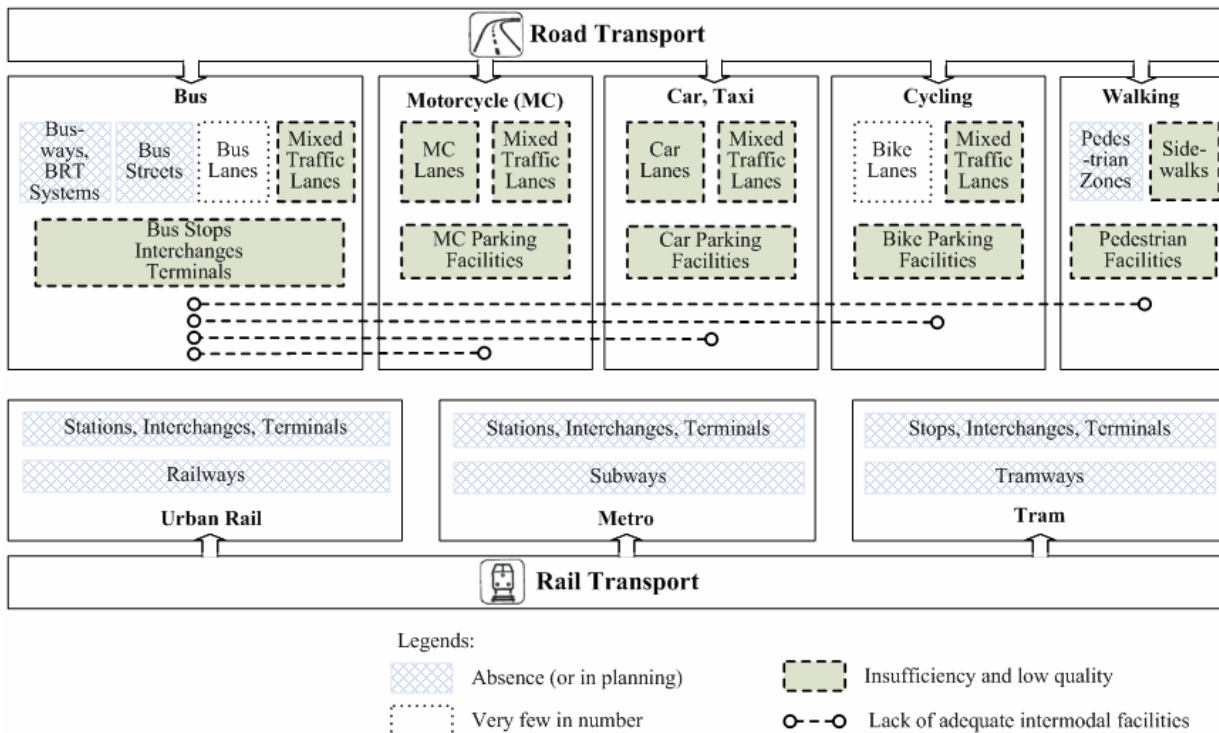 Road Transport
Bus
Bus-
ways,
BRT
Systems
Bus
Streets
Bus
Lanes
Mixed
Traffic
Lanes
Bus Stops
Interchanges
Terminals
Motorcycle (MC)
MC
Lanes
Mixed
Traffic
Lanes
MC Parking
Facilities
Car, Taxi
Car
Lanes
Mixed
Traffic
Lanes
Car Parking
Facilities
Cycling
Bike
Lanes
Mixed
Traffic
Lanes
Bike Parking
Facilities
Walking
Pedes
-trian
Zones
Side-
walks
Pedestrian
Facilities
Stations, Interchanges, Terminals
Railways
Urban Rail
Stations, Interchanges, Terminals
Subways
Metro
Stops, Interchanges, Terminals
Tramways
Tram
Rail Transport
Legends:
Absence (or in planning)
Very few in number
Insufficiency and low quality
Lack of adequate intermodal facilities